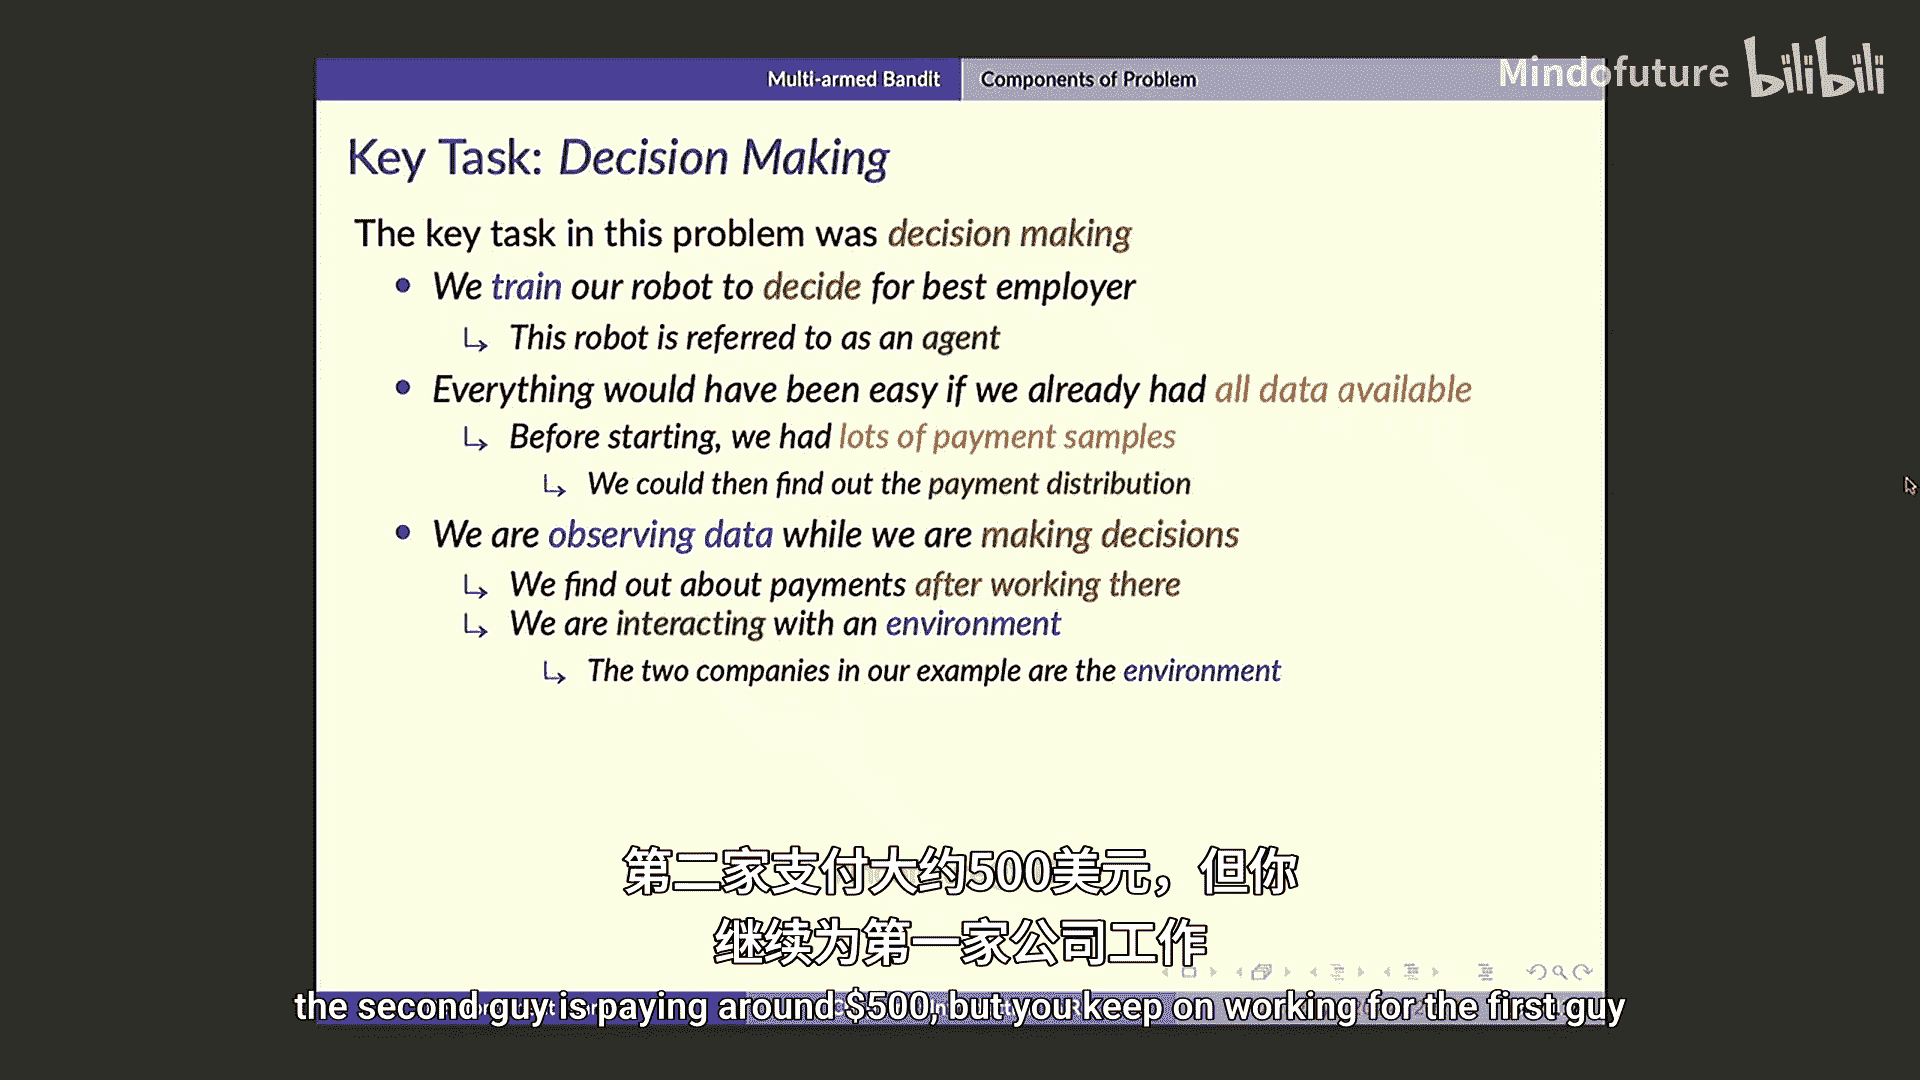 Multi-armed Bandit Components of Problem
Mindofuture bilibili
Key Task: Decision Making
The key task in this problem was decision making
• We train our robot to decide for best employer
↳ This robot is referred to as an agent
• Everything would have been easy if we already had all data available
↳ Before starting, we had lots of payment samples
↳ We could then find out the payment distribution
• We are observing data while we are making decisions
↳ We find out about payments after working there
↳ We are interacting with an environment
↳ The two companies in our example are the environment
第二家支付大约500美元，但你
继续为第一家公司工作
the second guy is paying around $500, but you keep on working for the first guy